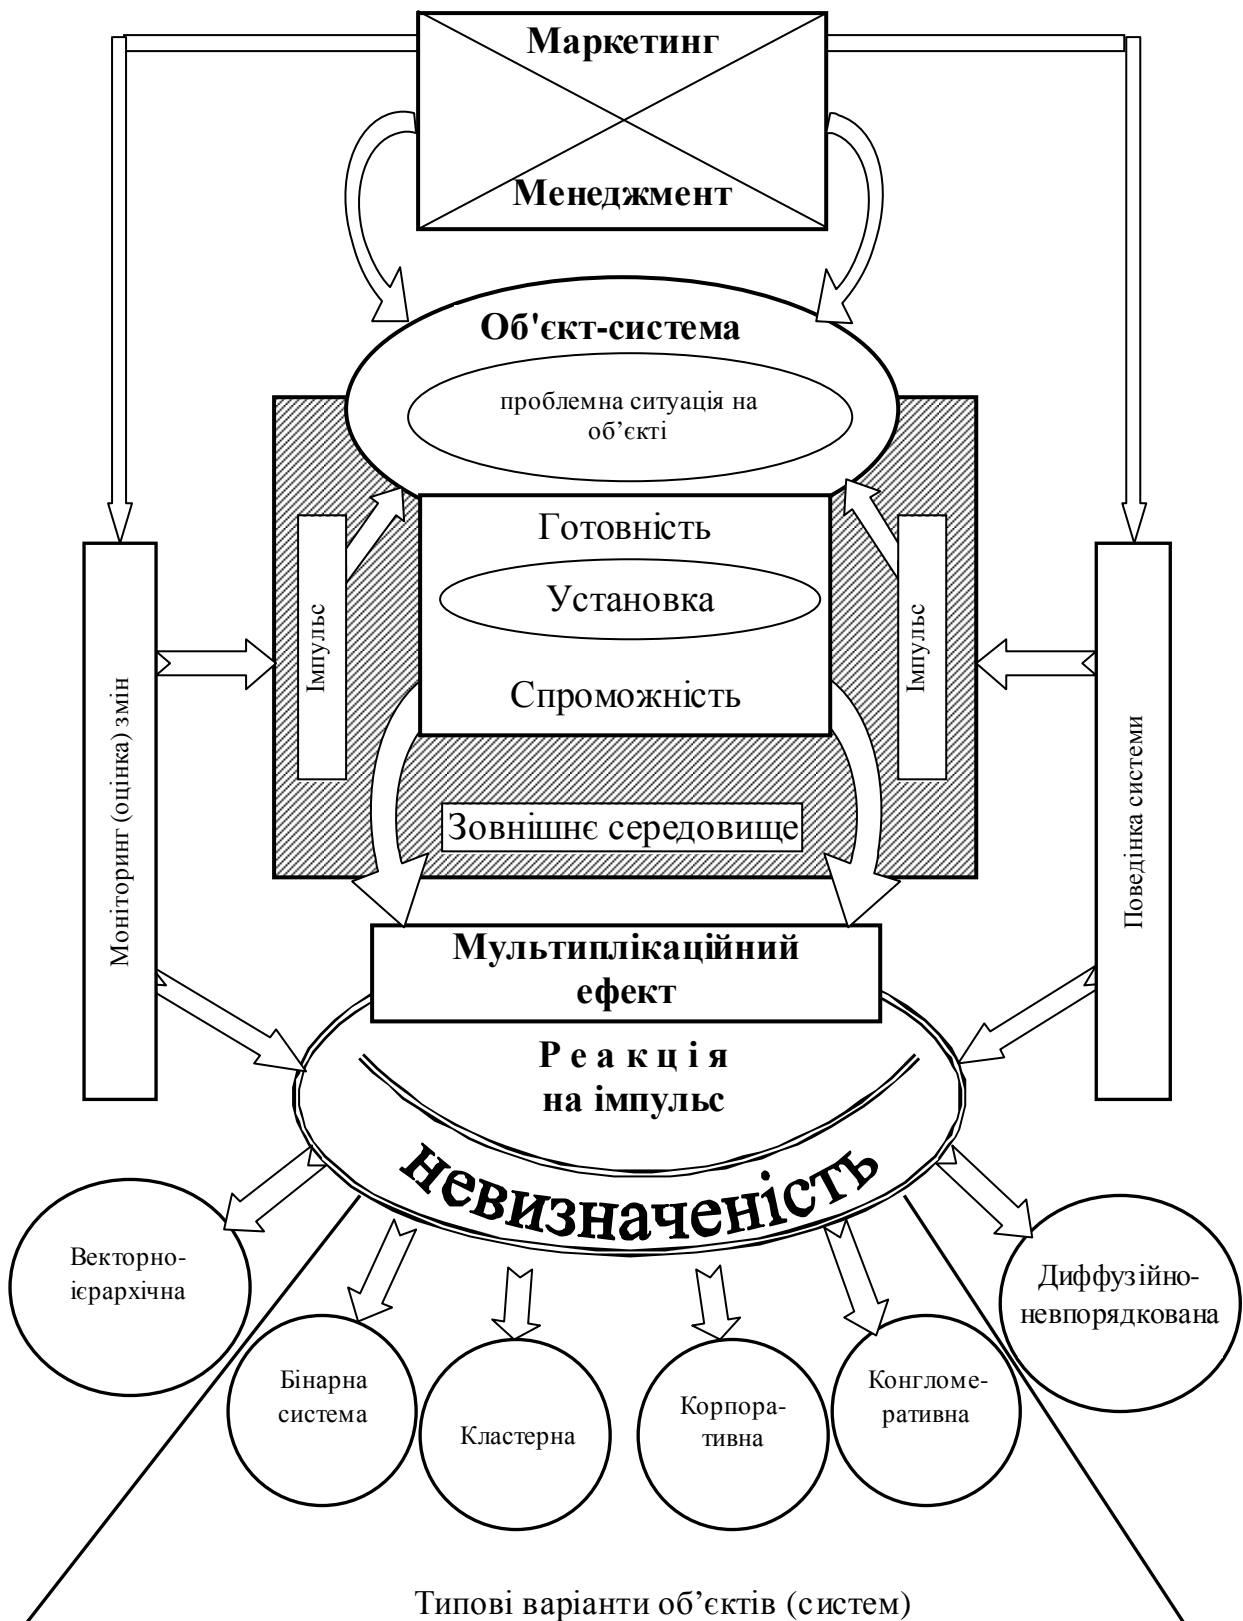 Маркетинг
Менеджмент
Об'єкт-система
проблемна ситуація на
об’єкті
Готовність
Установка
Спроможність
Імпульс
Імпульс
Зовнішнє середовище
Моніторинг (оцінка) змін
Поведінка системи
Мультиплікаційний
ефект
Р е а к ц і я
на імпульс
невизначеність
Векторно-
ієрархічна
Бінарна
система
Кластерна
Корпора-
тивна
Конгломе-
ративна
Диффузійно-
невпорядкована
Типові варіанти об’єктів (систем)